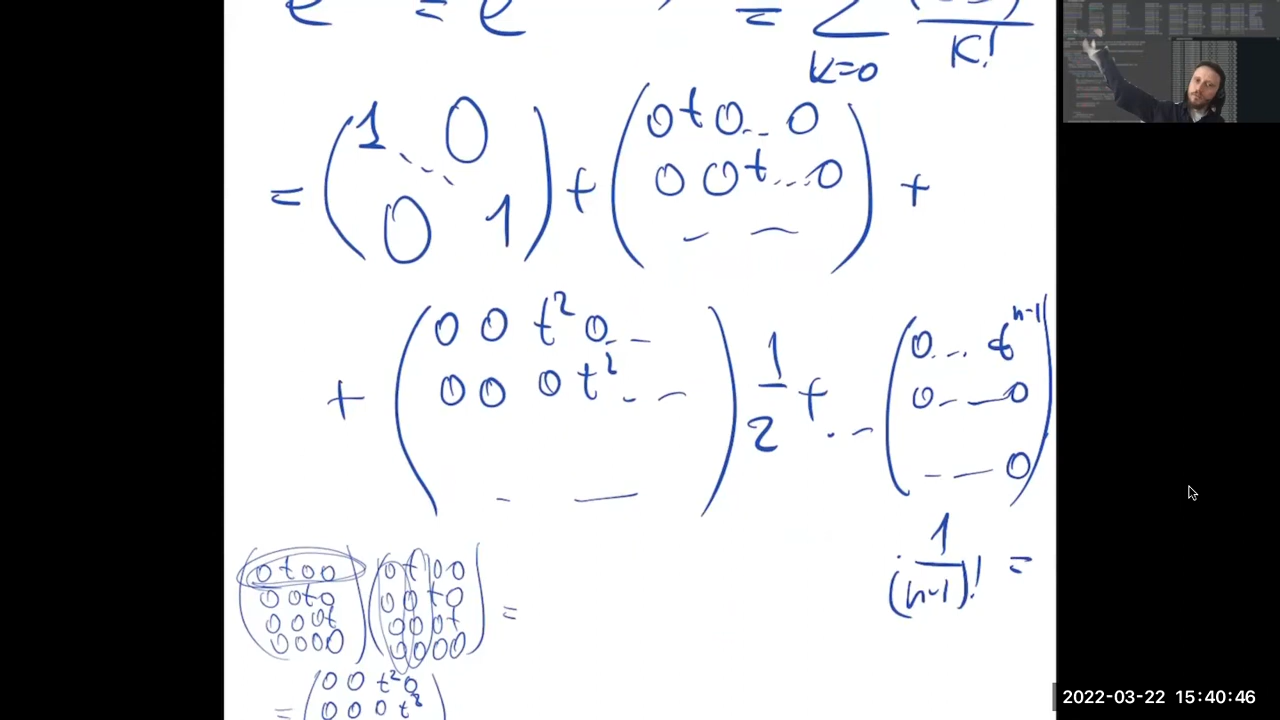 e = e = ∑ K!
k=0
= (1 0 ⋱ 0 1) + (0 t 0 ... 0
0 0 t ... 0
- -) +
+ (0 0 t² 0 - -
0 0 0 t² - -
- -) 1/2 + . - (0 ... t^{n-1}
0 - - 0
- - 0)
· 1/(n-1)! =
(0 t 0 0
0 0 t 0
0 0 0 t
0 0 0 0) (0 t 0 0
0 0 t 0
0 0 0 t
0 0 0 0) =
= (0 0 t² 0
0 0 0 t²
2022-03-22 15:40:46